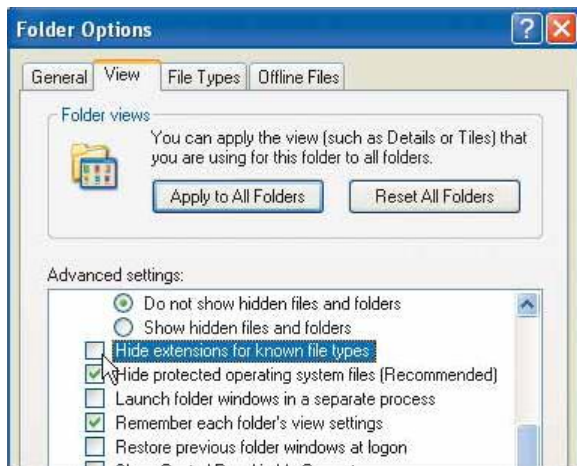 Folder Options
General View File Types Offline Files
Folder views
You can apply the view (such as Details or Tiles) that
you are using for this folder to all folders.
Apply to All Folders Reset All Folders
Advanced settings:
Do not show hidden files and folders
Show hidden files and folders
Hide extensions for known file types
Hide protected operating system files (Recommended)
Launch folder windows in a separate process
Remember each folder's view settings
Restore previous folder windows at logon